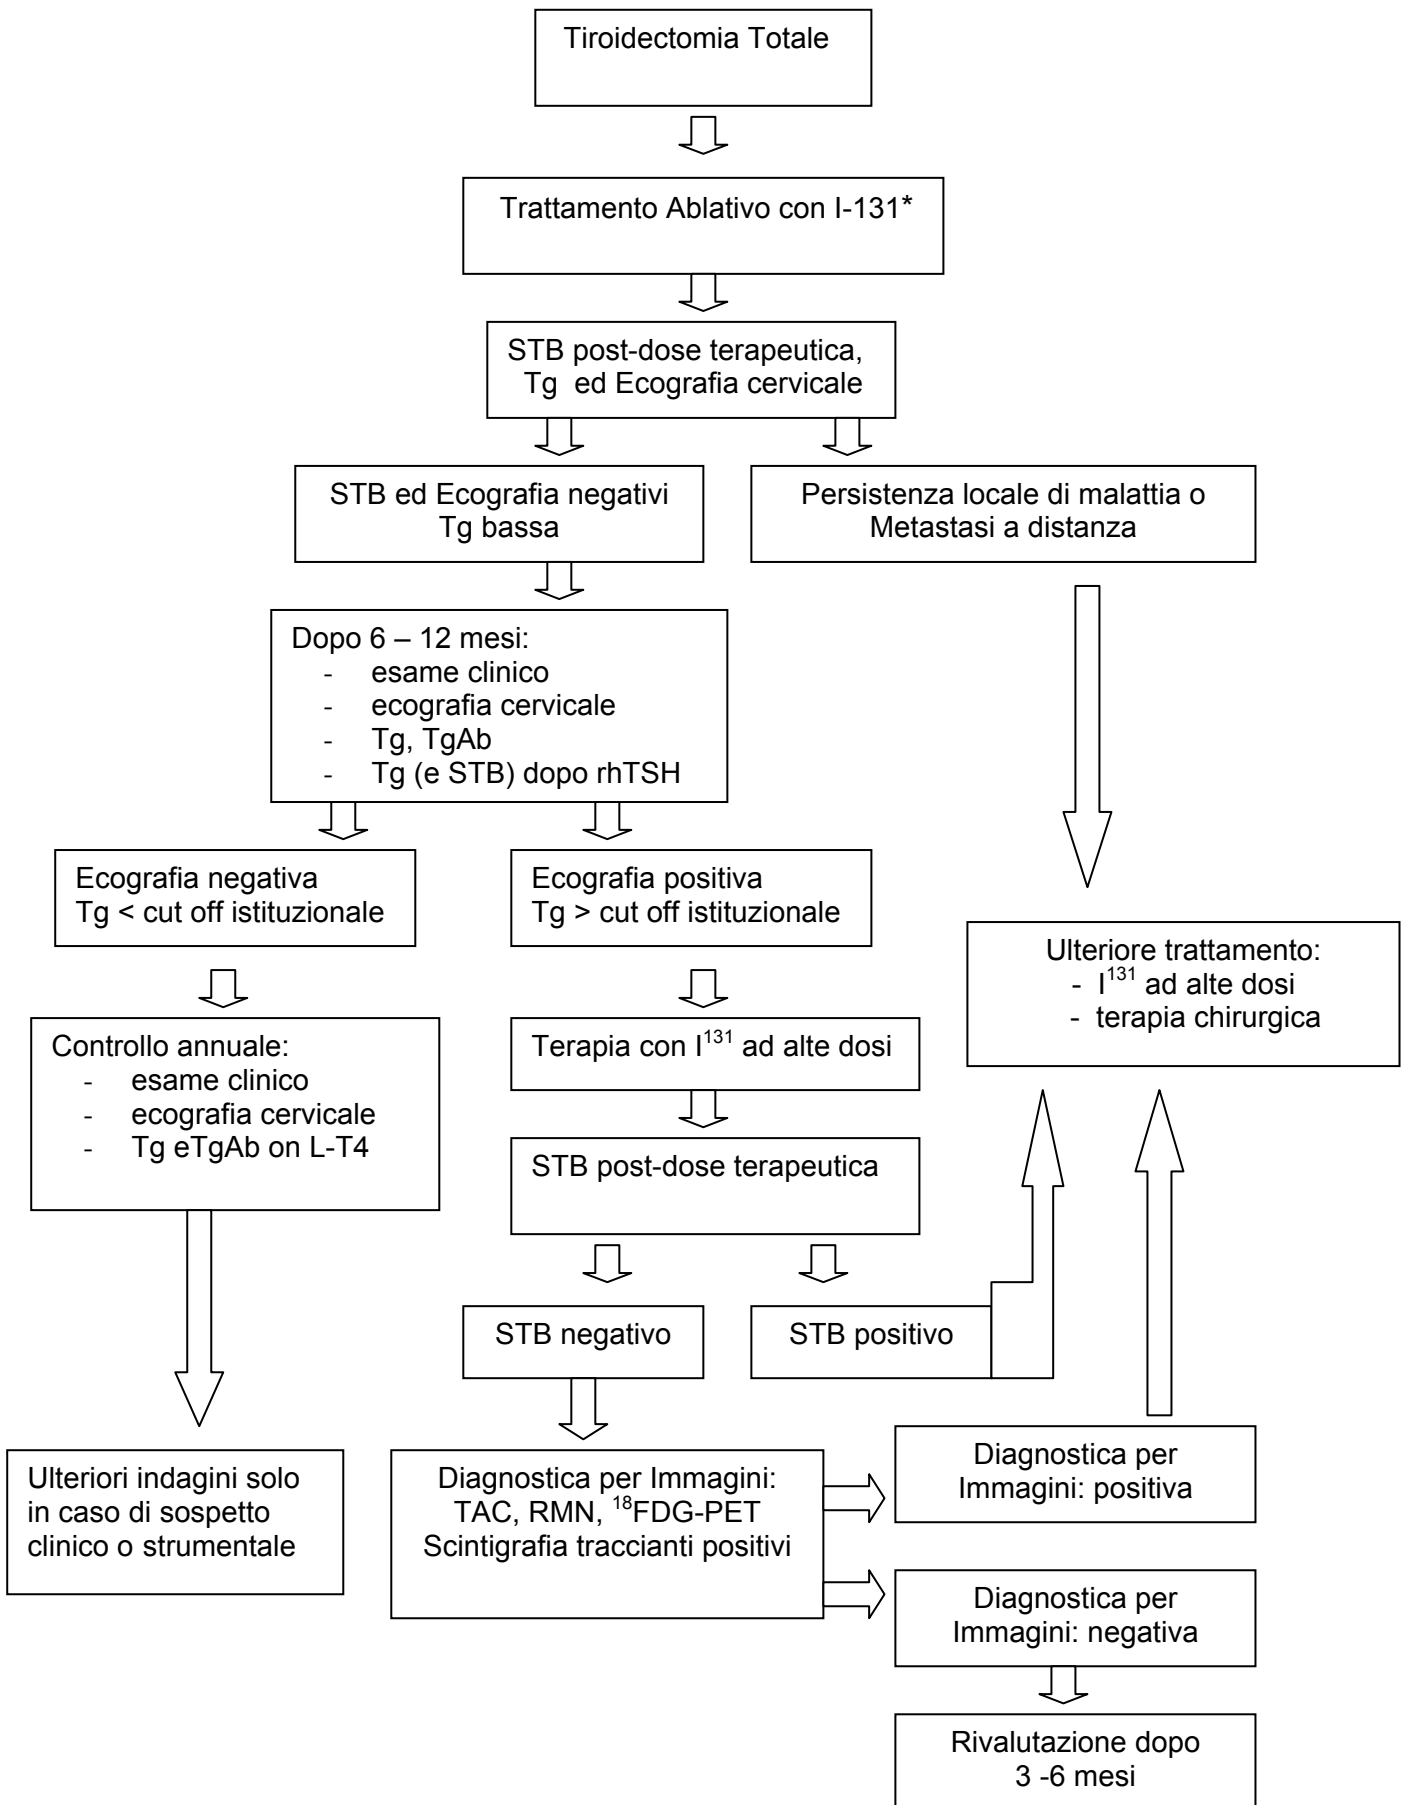 Tiroidectomia Totale
Trattamento Ablativo con I-131*
STB post-dose terapeutica,
Tg ed Ecografia cervicale
STB ed Ecografia negativi
Tg bassa
Persistenza locale di malattia o
Metastasi a distanza
Dopo 6 – 12 mesi:
- esame clinico
- ecografia cervicale
- Tg, TgAb
- Tg (e STB) dopo rhTSH
Ecografia negativa
Tg < cut off istituzionale
Ecografia positiva
Tg > cut off istituzionale
Ulteriore trattamento:
- I¹³¹ ad alte dosi
- terapia chirurgica
Controllo annuale:
- esame clinico
- ecografia cervicale
- Tg eTgAb on L-T4
Terapia con I¹³¹ ad alte dosi
STB post-dose terapeutica
STB negativo
STB positivo
Ulteriori indagini solo
in caso di sospetto
clinico o strumentale
Diagnostica per Immagini:
TAC, RMN, ¹⁸FDG-PET
Scintigrafia traccianti positivi
Diagnostica per
Immagini: positiva
Diagnostica per
Immagini: negativa
Rivalutazione dopo
3 -6 mesi